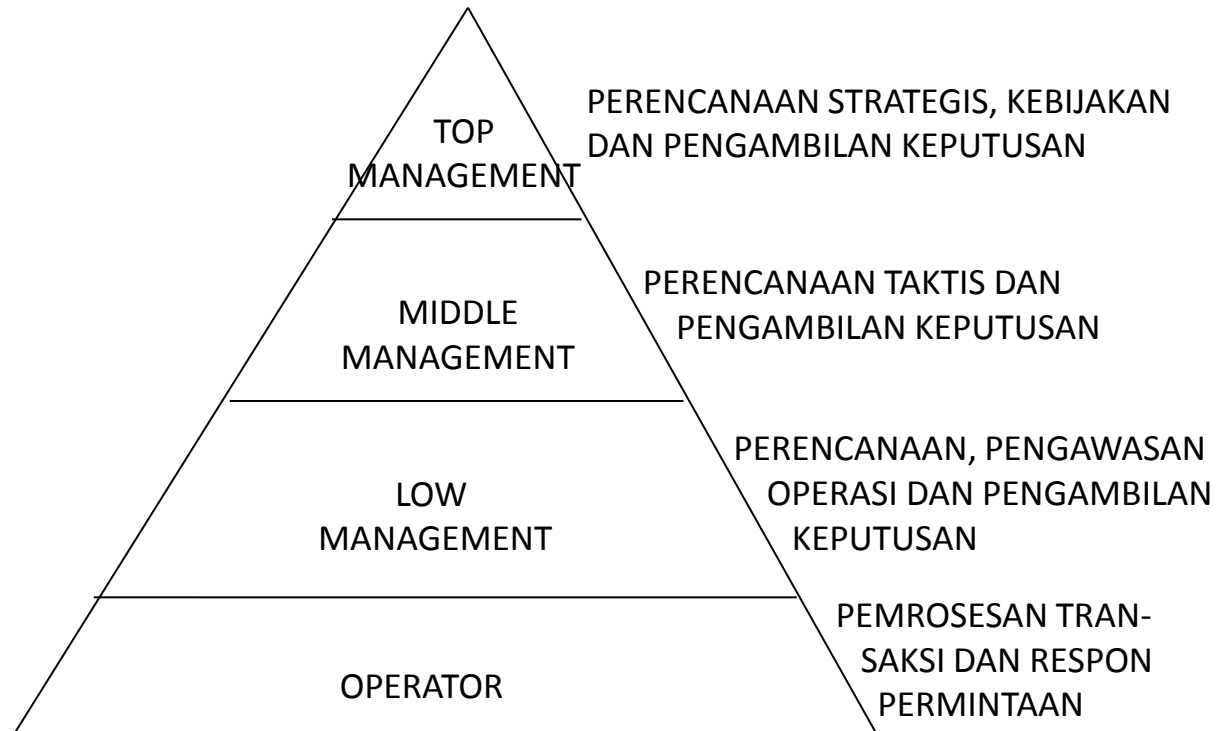 TOP
MANAGEMENT
PERENCANAAN STRATEGIS, KEBIJAKAN
DAN PENGAMBILAN KEPUTUSAN
MIDDLE
MANAGEMENT
PERENCANAAN TAKTIS DAN
PENGAMBILAN KEPUTUSAN
LOW
MANAGEMENT
PERENCANAAN, PENGAWASAN
OPERASI DAN PENGAMBILAN
KEPUTUSAN
OPERATOR
PEMROSESAN TRAN-
SAKSI DAN RESPON
PERMINTAAN